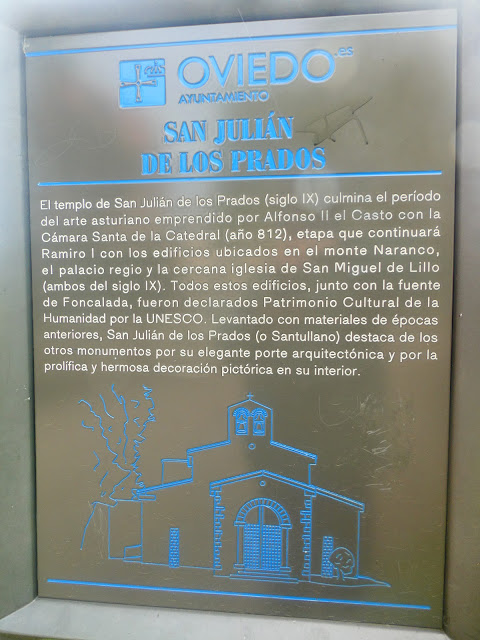 OVIEDO.es
AYUNTAMIENTO
SAN JULIÁN
DE LOS PRADOS
El templo de San Julián de los Prados (siglo IX) culmina el período
del arte asturiano emprendido por Alfonso II el Casto con la
Cámara Santa de la Catedral (año 812), etapa que continuará
Ramiro I con los edificios ubicados en el monte Naranco,
el palacio regio y la cercana iglesia de San Miguel de Lillo
(ambos del siglo IX). Todos estos edificios, junto con la fuente
de Foncalada, fueron declarados Patrimonio Cultural de la
Humanidad por la UNESCO. Levantado con materiales de épocas
anteriores, San Julián de los Prados (o Santullano) destaca de los
otros monumentos por su elegante porte arquitectónica y por la
prolífica y hermosa decoración pictórica en su interior.